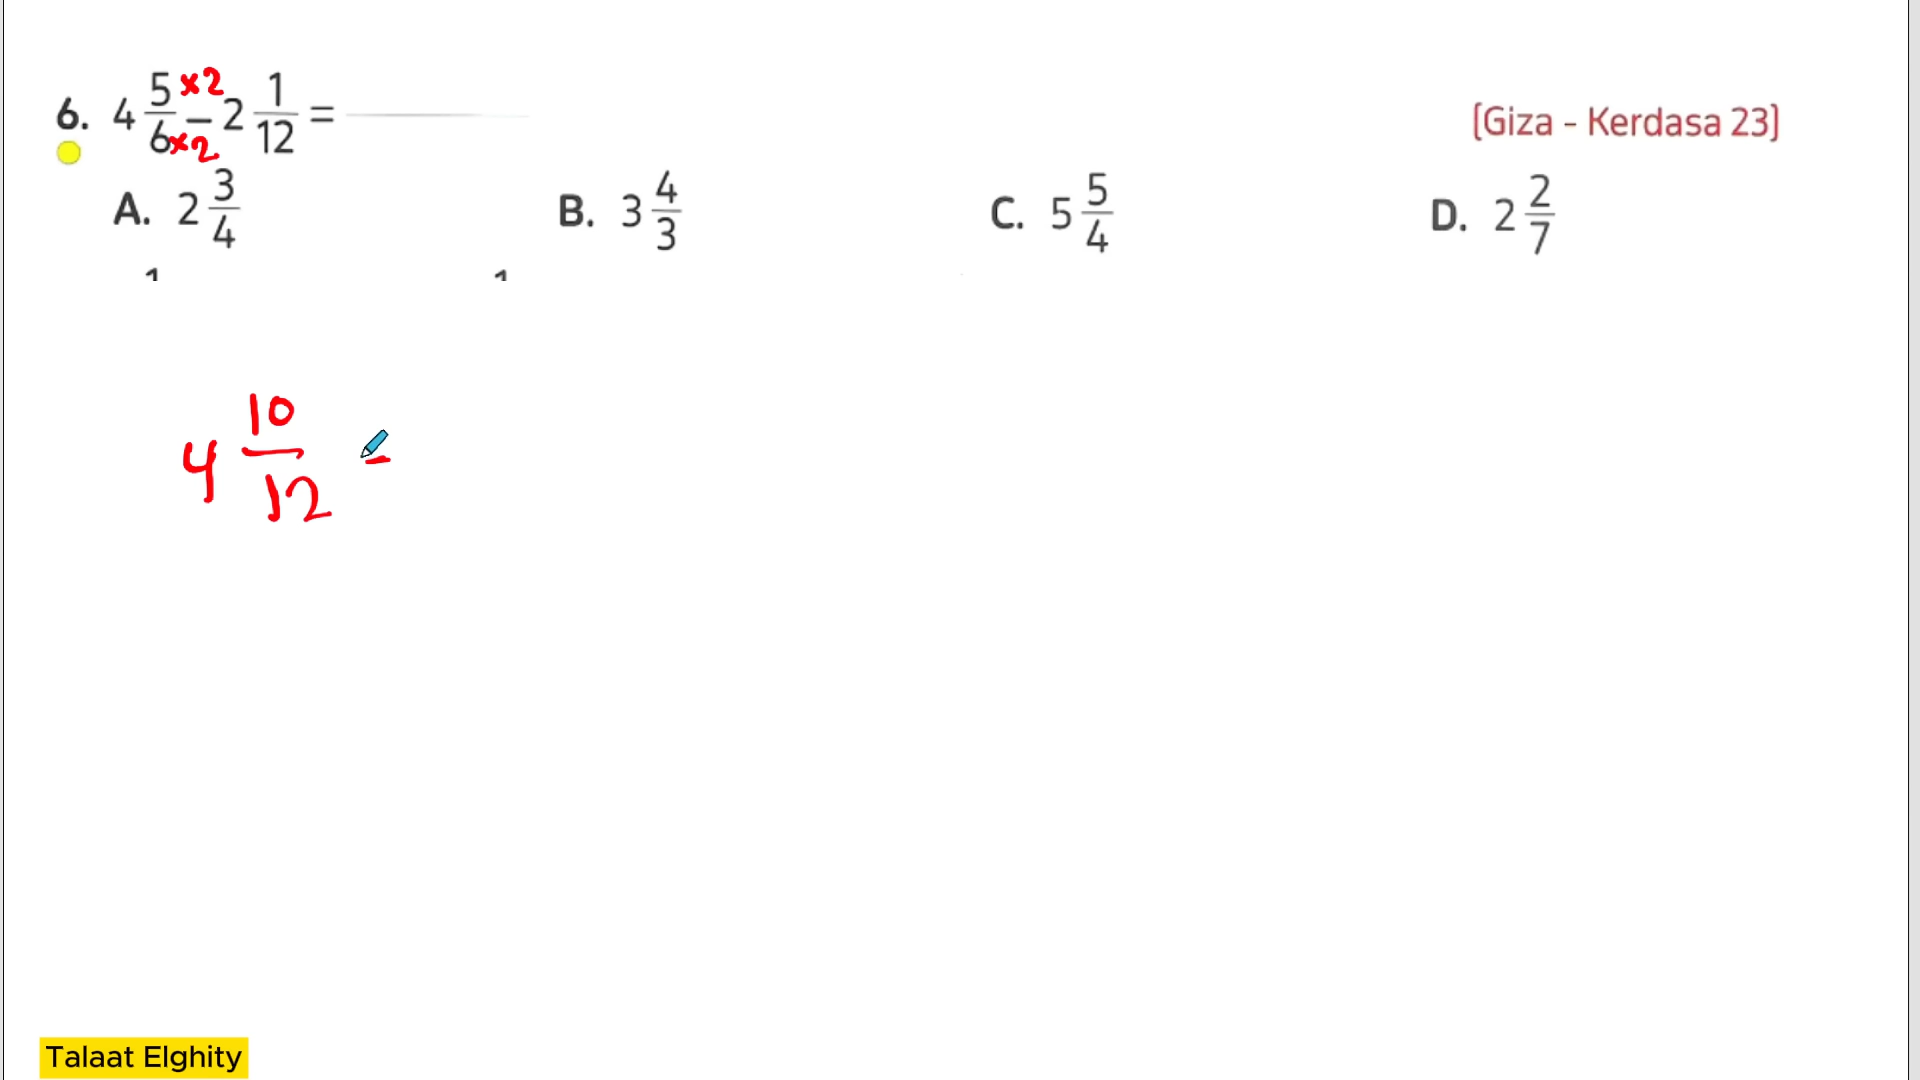 6. 4 5/6 - 2 1/12 = [Giza - Kerdasa 23]
×2
×2
A. 2 3/4 B. 3 4/3 C. 5 5/4 D. 2 2/7
4 10/12 -
Talaat Elghity